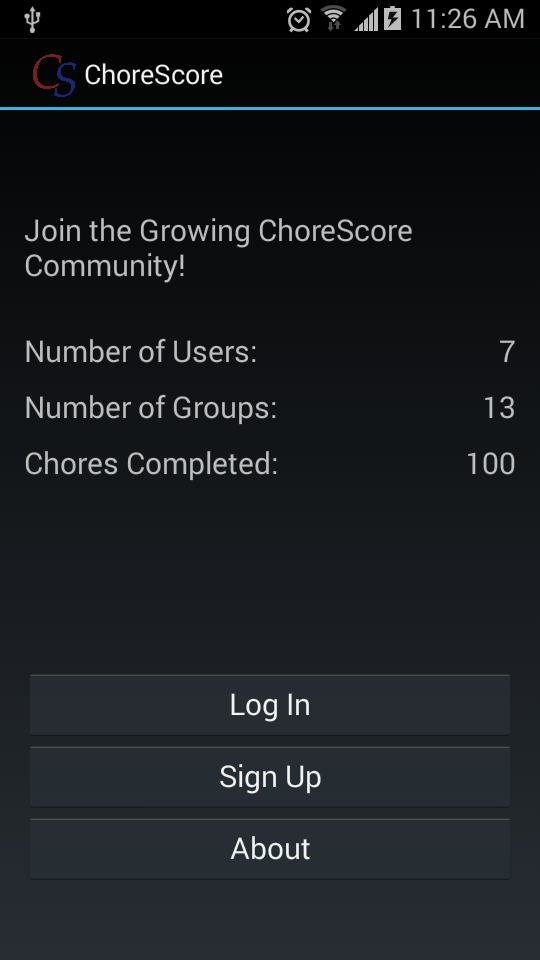 11:26 AM
CS ChoreScore
Join the Growing ChoreScore
Community!
Number of Users: 7
Number of Groups: 13
Chores Completed: 100
Log In
Sign Up
About